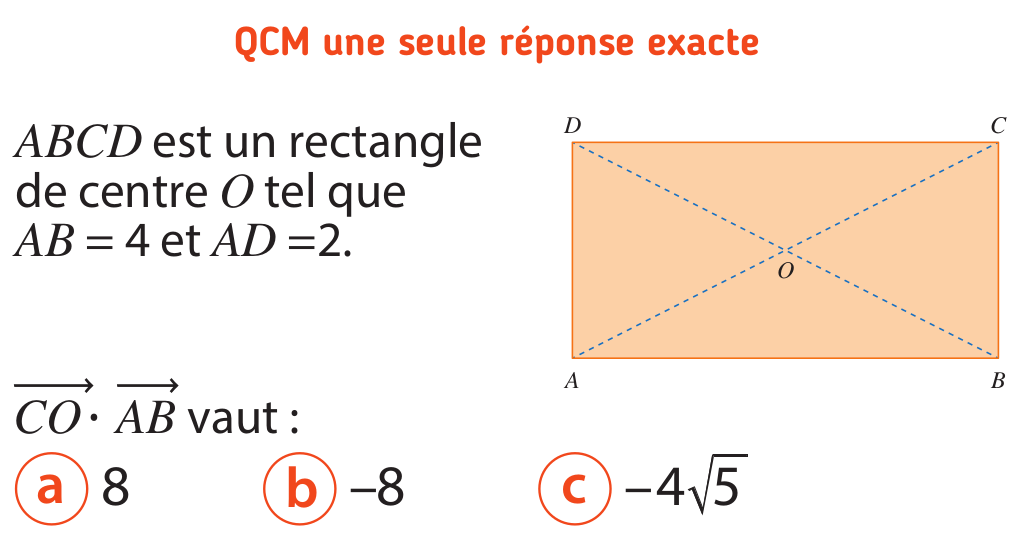 QCM une seule réponse exacte
ABCD est un rectangle
de centre O tel que
AB = 4 et AD =2.
D
C
O
A
B
$\overrightarrow{CO} \cdot \overrightarrow{AB}$ vaut :
a 8
b –8
c $-4\sqrt{5}$